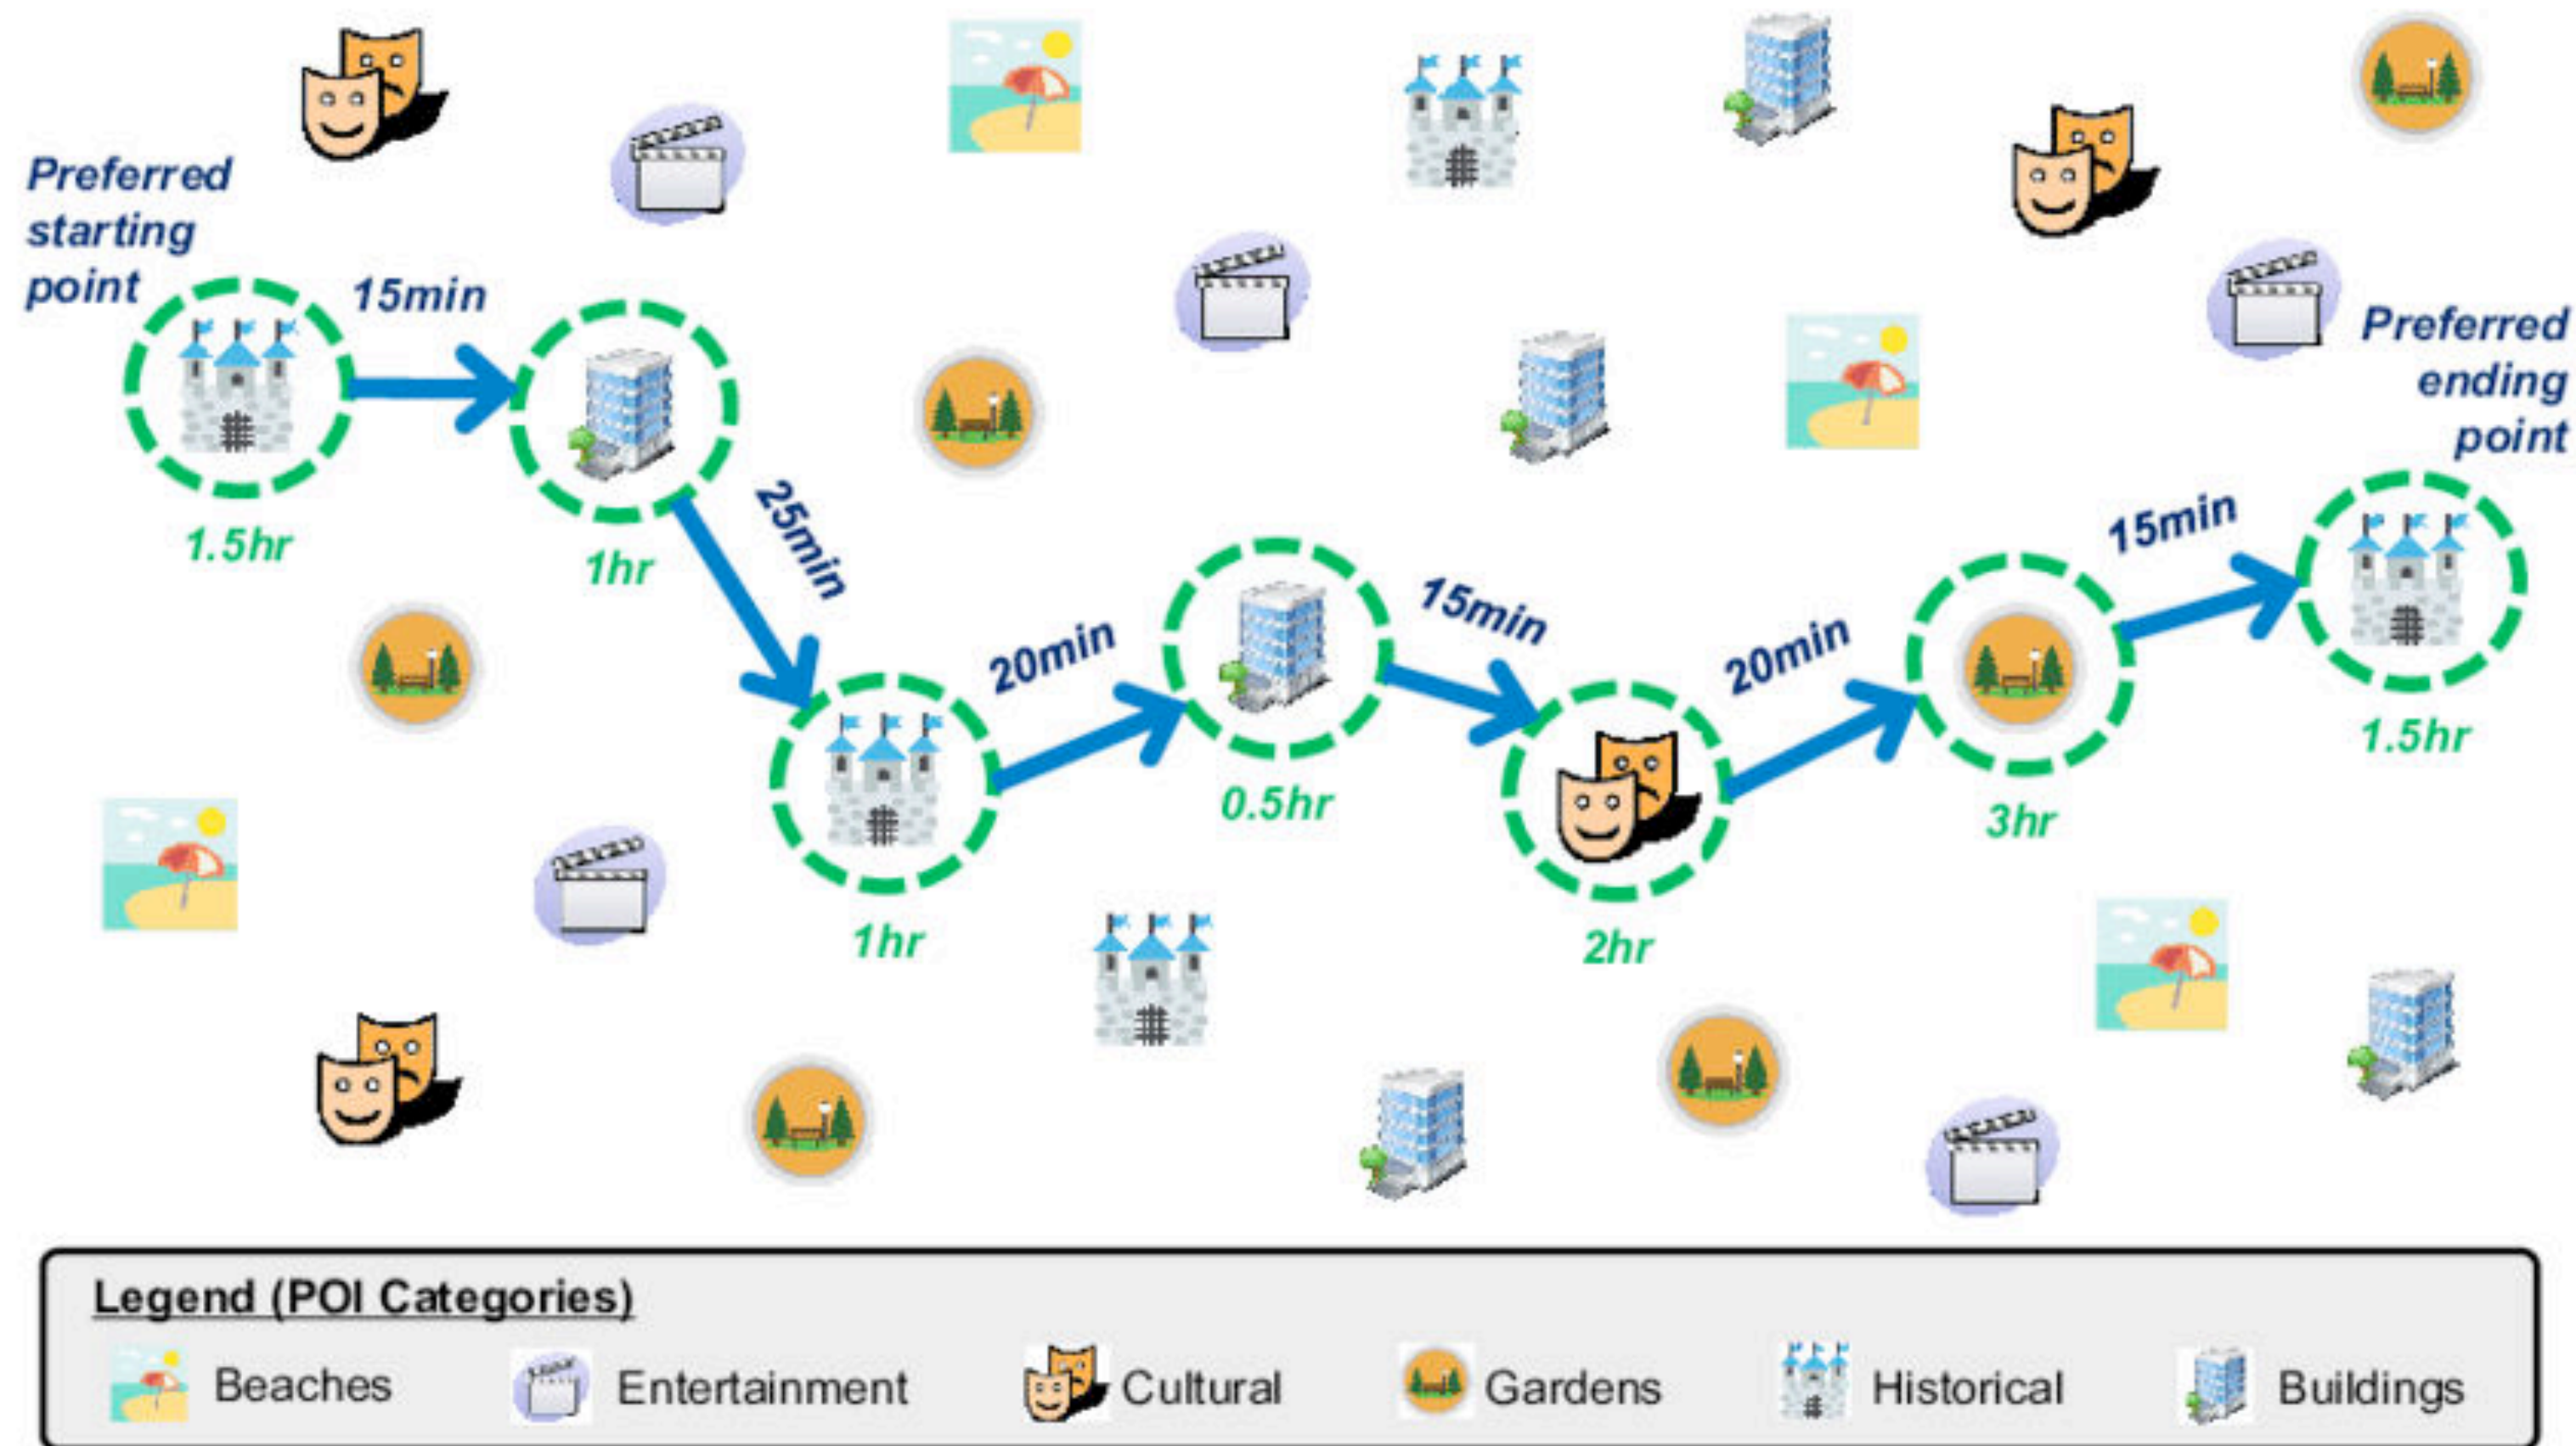 Preferred
starting
point
15min
1.5hr
1hr
25min
1hr
20min
0.5hr
15min
2hr
20min
3hr
15min
Preferred
ending
point
1.5hr
Legend (POI Categories)
Beaches
Entertainment
Cultural
Gardens
Historical
Buildings